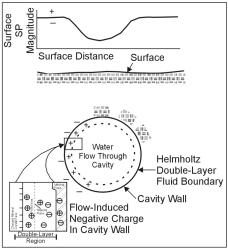 Surface
SP
Magnitude
+
−
Surface Distance
Surface
Water
Flow Through
Cavity
Helmholtz
Double-Layer
Fluid Boundary
Cavity Wall
Flow-Induced
Negative Charge
In Cavity Wall
Double-Layer
Region